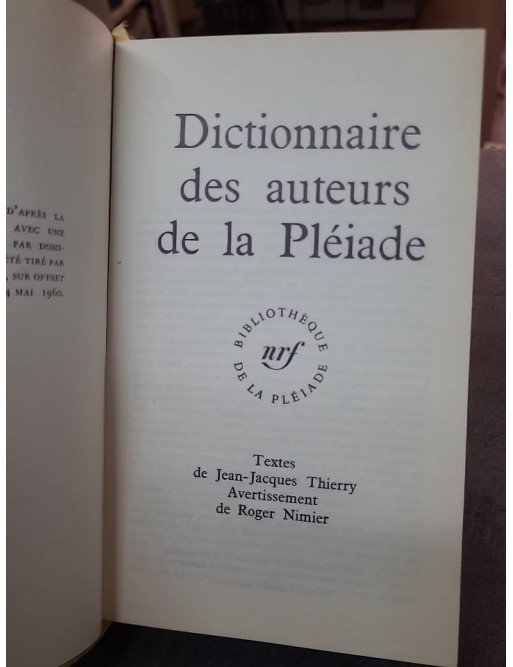 D'APRÈS LA
AVEC UNE
PAR DOMI-
ÉTÉ TIRÉ PAR
, SUR OFFSET
4 MAI 1960.
Dictionnaire
des auteurs
de la Pléiade
BIBLIOTHÈQUE
nrf
DE LA PLÉIADE
Textes
de Jean-Jacques Thierry
Avertissement
de Roger Nimier